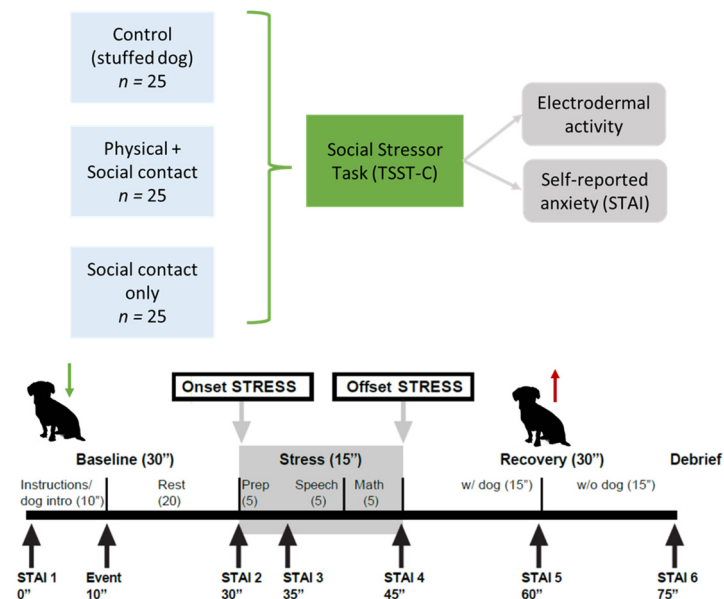 Control
(stuffed dog)
n = 25
Physical +
Social contact
n = 25
Social contact
only
n = 25
Social Stressor
Task (TSST-C)
Electrodermal
activity
Self-reported
anxiety (STAI)
Onset STRESS
Offset STRESS
Baseline (30”)
Stress (15”)
Recovery (30”)
Debrief
Instructions/
dog intro (10”)
Rest
(20)
Prep
(5)
Speech
(5)
Math
(5)
w/ dog (15”)
w/o dog (15”)
STAI 1
0”
Event
10”
STAI 2
30”
STAI 3
35”
STAI 4
45”
STAI 5
60”
STAI 6
75”